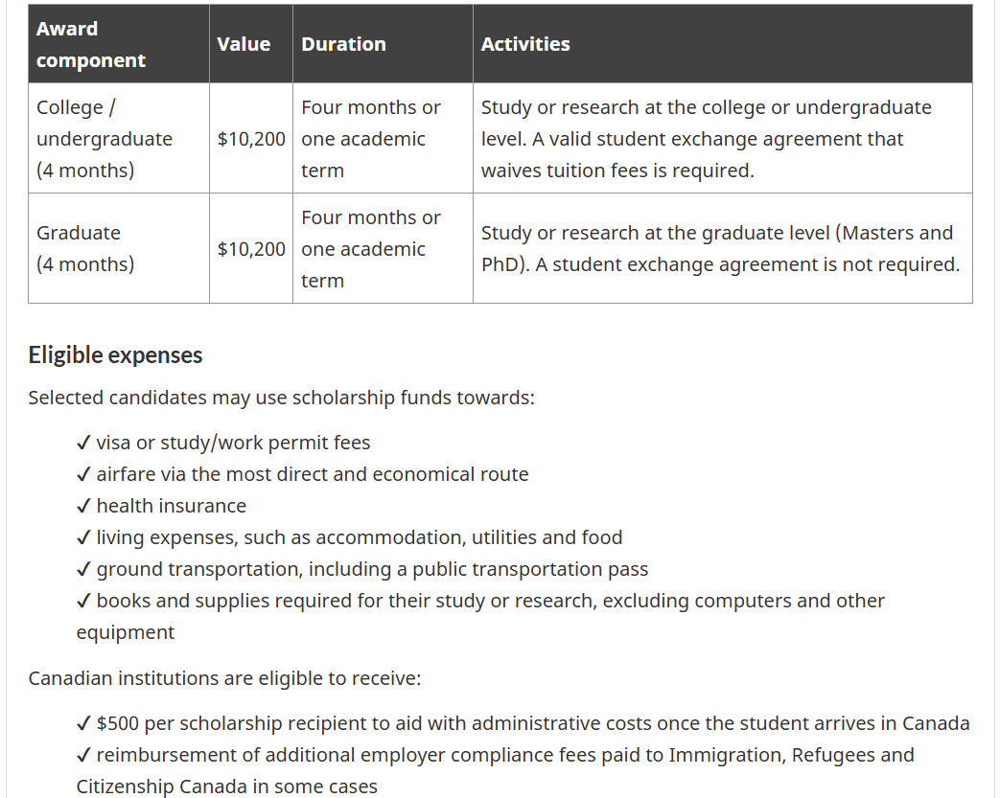 Award
component
Value
Duration
Activities
College /
undergraduate
(4 months)
$10,200
Four months or
one academic
term
Study or research at the college or undergraduate
level. A valid student exchange agreement that
waives tuition fees is required.
Graduate
(4 months)
$10,200
Four months or
one academic
term
Study or research at the graduate level (Masters and
PhD). A student exchange agreement is not required.
Eligible expenses
Selected candidates may use scholarship funds towards:
✓ visa or study/work permit fees
✓ airfare via the most direct and economical route
✓ health insurance
✓ living expenses, such as accommodation, utilities and food
✓ ground transportation, including a public transportation pass
✓ books and supplies required for their study or research, excluding computers and other
equipment
Canadian institutions are eligible to receive:
✓ $500 per scholarship recipient to aid with administrative costs once the student arrives in Canada
✓ reimbursement of additional employer compliance fees paid to Immigration, Refugees and
Citizenship Canada in some cases